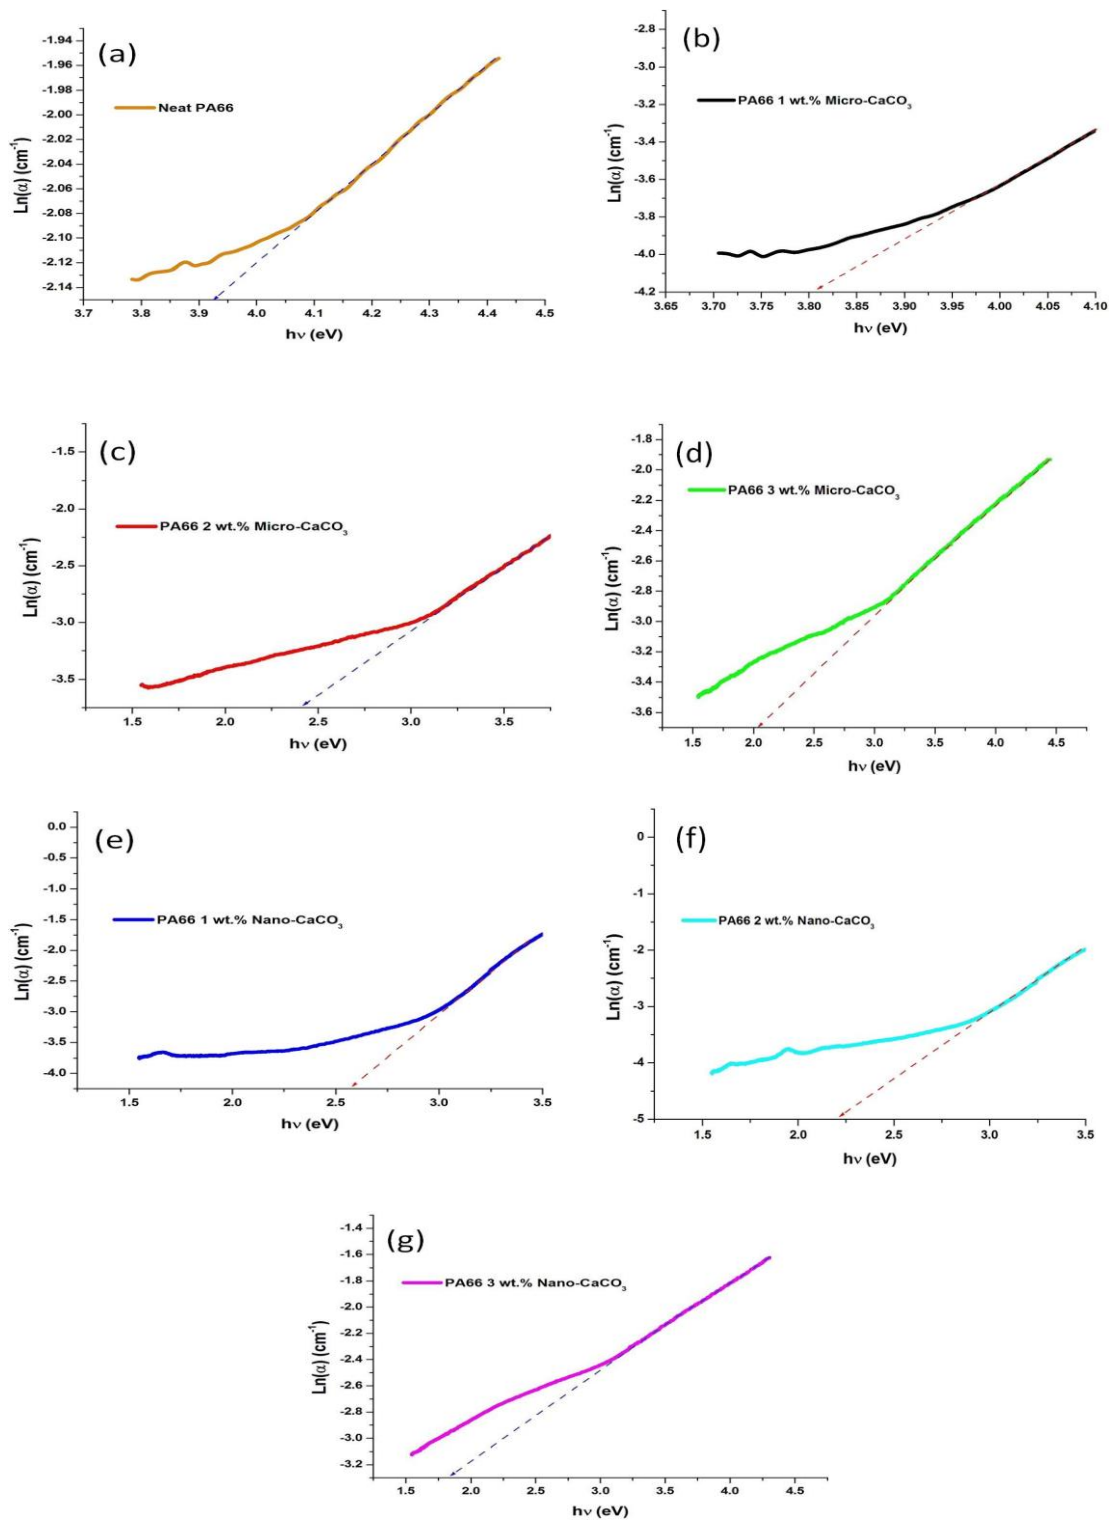 (a)
Neat PA66
-1.94
-1.96
-1.98
-2.00
-2.02
-2.04
-2.06
-2.08
-2.10
-2.12
-2.14
Ln(α) (cm⁻¹)
3.7 3.8 3.9 4.0 4.1 4.2 4.3 4.4 4.5
hν (eV)
(b)
PA66 1 wt.% Micro-CaCO₃
-2.8
-3.0
-3.2
-3.4
-3.6
-3.8
-4.0
-4.2
Ln(α) (cm⁻¹)
3.65 3.70 3.75 3.80 3.85 3.90 3.95 4.00 4.05 4.10
hν (eV)
(c)
PA66 2 wt.% Micro-CaCO₃
-1.5
-2.0
-2.5
-3.0
-3.5
Ln(α) (cm⁻¹)
1.5 2.0 2.5 3.0 3.5
hν (eV)
(d)
PA66 3 wt.% Micro-CaCO₃
-1.8
-2.0
-2.2
-2.4
-2.6
-2.8
-3.0
-3.2
-3.4
-3.6
Ln(α) (cm⁻¹)
1.5 2.0 2.5 3.0 3.5 4.0 4.5
hν (eV)
(e)
PA66 1 wt.% Nano-CaCO₃
0.0
-0.5
-1.0
-1.5
-2.0
-2.5
-3.0
-3.5
-4.0
Ln(α) (cm⁻¹)
1.5 2.0 2.5 3.0 3.5
hν (eV)
(f)
PA66 2 wt.% Nano-CaCO₃
0
-1
-2
-3
-4
-5
Ln(α) (cm⁻¹)
1.5 2.0 2.5 3.0 3.5
hν (eV)
(g)
PA66 3 wt.% Nano-CaCO₃
-1.4
-1.6
-1.8
-2.0
-2.2
-2.4
-2.6
-2.8
-3.0
-3.2
Ln(α) (cm⁻¹)
1.5 2.0 2.5 3.0 3.5 4.0 4.5
hν (eV)